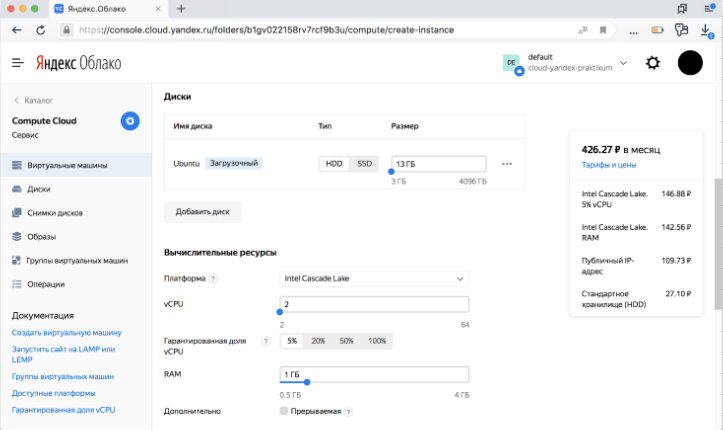 Яндекс.Облако
https://console.cloud.yandex.ru/folders/b1gv022158rv7rcf9b3u/compute/create-instance
Яндекс Облако
DE
default
cloud-yandex-praktikum
Каталог
Compute Cloud
Сервис
Виртуальные машины
Диски
Снимки дисков
Образы
Группы виртуальных машин
Операции
Документация
Создать виртуальную машину
Запустить сайт на LAMP или
LEMP
Группы виртуальных машин
Доступные платформы
Гарантированная доля vCPU
Диски
Имя диска Тип Размер
Ubuntu Загрузочный HDD SSD 13 ГБ
3 ГБ 4096 ГБ
Добавить диск
Вычислительные ресурсы
Платформа ? Intel Cascade Lake
vCPU 2
2 64
Гарантированная доля
vCPU ? 5% 20% 50% 100%
RAM 1 ГБ
0.5 ГБ 4 ГБ
Дополнительно Прерываемая ?
426.27 ₽ в месяц
Тарифы и цены
Intel Cascade Lake.
5% vCPU 146.88 ₽
Intel Cascade Lake.
RAM 142.56 ₽
Публичный IP-
адрес 109.73 ₽
Стандартное
хранилище (HDD) 27.10 ₽